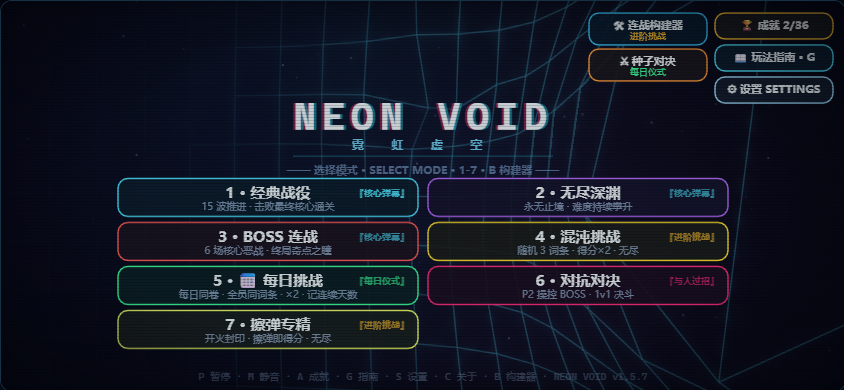 🛠 连战构建器
进阶挑战
🏆 成就 2/36
⚔ 种子对决
每日仪式
📖 玩法指南 · G
⚙ 设置 SETTINGS
NEON VOID
霓 虹 虚 空
选择模式 · SELECT MODE · 1-7 · B 构建器
1 · 经典战役
『核心弹幕』
15 波推进 · 击败最终核心通关
2 · 无尽深渊
『核心弹幕』
永无止境 · 难度持续攀升
3 · BOSS 连战
『核心弹幕』
6 场核心恶战 · 终局奇点之瞳
4 · 混沌挑战
『进阶挑战』
随机 3 词条 · 得分×2 · 无尽
5 · 📅 每日挑战
『每日仪式』
每日同卷 · 全员同词条 · ×2 · 记连续天数
6 · 对抗对决
『与人过招』
P2 操控 BOSS · 1v1 决斗
7 · 擦弹专精
『进阶挑战』
开火封印 · 擦弹即得分 · 无尽
P 暂停 · M 静音 · A 成就 · G 指南 · S 设置 · C 关于 · B 构建器 · NEON VOID v1.5.7